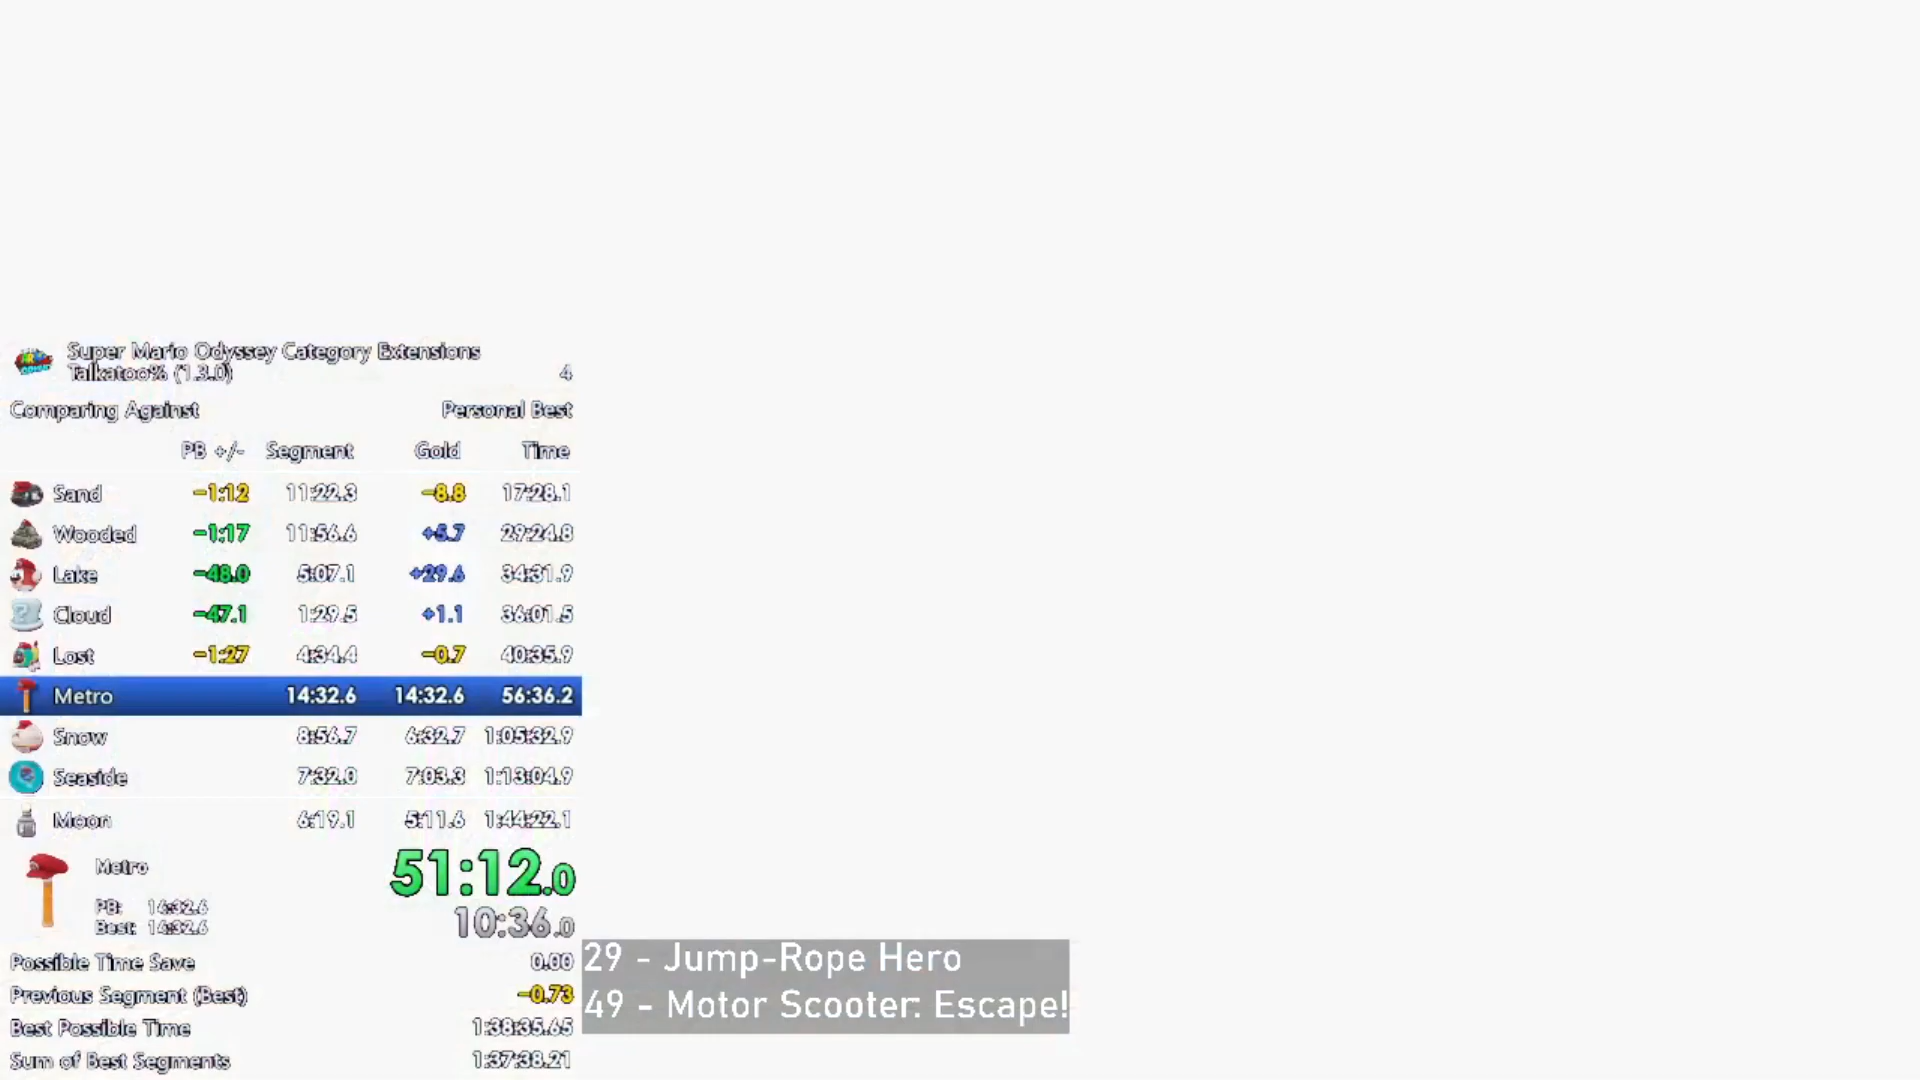 Super Mario Odyssey Category Extensions
Talkatoo% (1.3.0) 4
Comparing Against Personal Best
PB +/- Segment Gold Time
Sand -1:12 11:22.3 -8.8 17:28.1
Wooded -1:17 11:56.6 +5.7 29:24.8
Lake -48.0 5:07.1 +29.6 34:31.9
Cloud -47.1 1:29.5 +1.1 36:01.5
Lost -1:27 4:34.4 -0.7 40:35.9
Metro 14:32.6 14:32.6 56:36.2
Snow 8:56.7 6:32.7 1:05:32.9
Seaside 7:32.0 7:03.3 1:13:04.9
Moon 6:19.1 5:11.6 1:44:22.1
Metro 51:12.0
PB: 14:32.6 10:36.0
Best: 14:32.6
Possible Time Save 0.00
Previous Segment (Best) -0.73
Best Possible Time 1:38:35.65
Sum of Best Segments 1:37:38.21
29 - Jump-Rope Hero
49 - Motor Scooter: Escape!